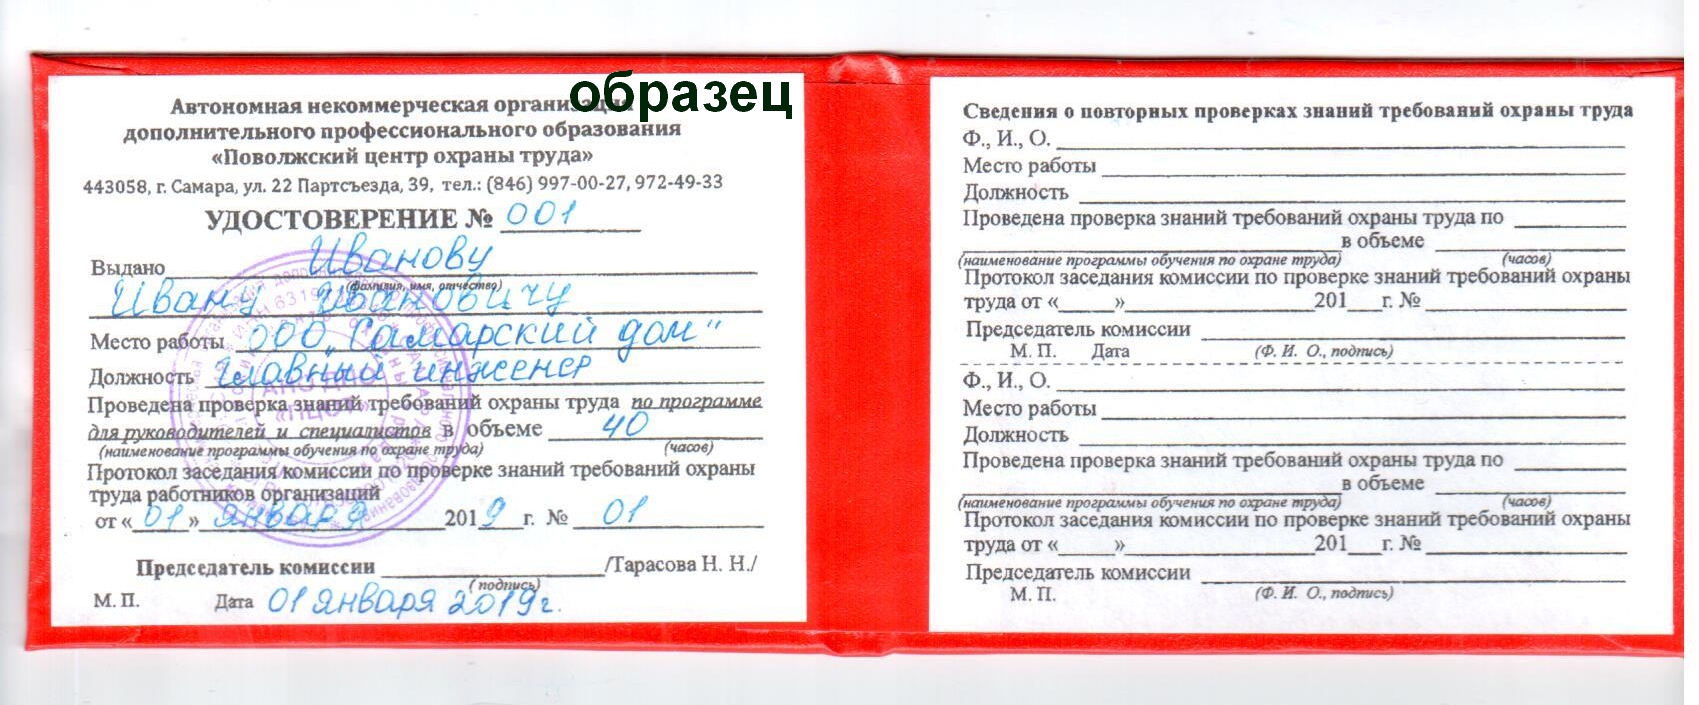 образец
Автономная некоммерческая организация
дополнительного профессионального образования
«Поволжский центр охраны труда»
443058, г. Самара, ул. 22 Партсъезда, 39, тел.: (846) 997-00-27, 972-49-33
УДОСТОВЕРЕНИЕ № 001
Выдано Иванову
(фамилия, имя, отчество)
Ивану Ивановичу
Место работы ООО „Самарский дом"
Должность главный инженер
Проведена проверка знаний требований охраны труда по программе
для руководителей и специалистов в объеме 40
(наименование программы обучения по охране труда) (часов)
Протокол заседания комиссии по проверке знаний требований охраны
труда работников организаций
от «01» января 2019 г. № 01
Председатель комиссии /Тарасова Н. Н./
(подпись)
М. П. Дата 01 января 2019г.
Сведения о повторных проверках знаний требований охраны труда
Ф., И., О.
Место работы
Должность
Проведена проверка знаний требований охраны труда по
в объеме
(наименование программы обучения по охране труда) (часов)
Протокол заседания комиссии по проверке знаний требований охраны
труда от « » 201 г. №
Председатель комиссии
М. П. Дата (Ф. И. О., подпись)
Ф., И., О.
Место работы
Должность
Проведена проверка знаний требований охраны труда по
в объеме
(наименование программы обучения по охране труда) (часов)
Протокол заседания комиссии по проверке знаний требований охраны
труда от « » 201 г. №
Председатель комиссии
М. П. (Ф. И. О., подпись)